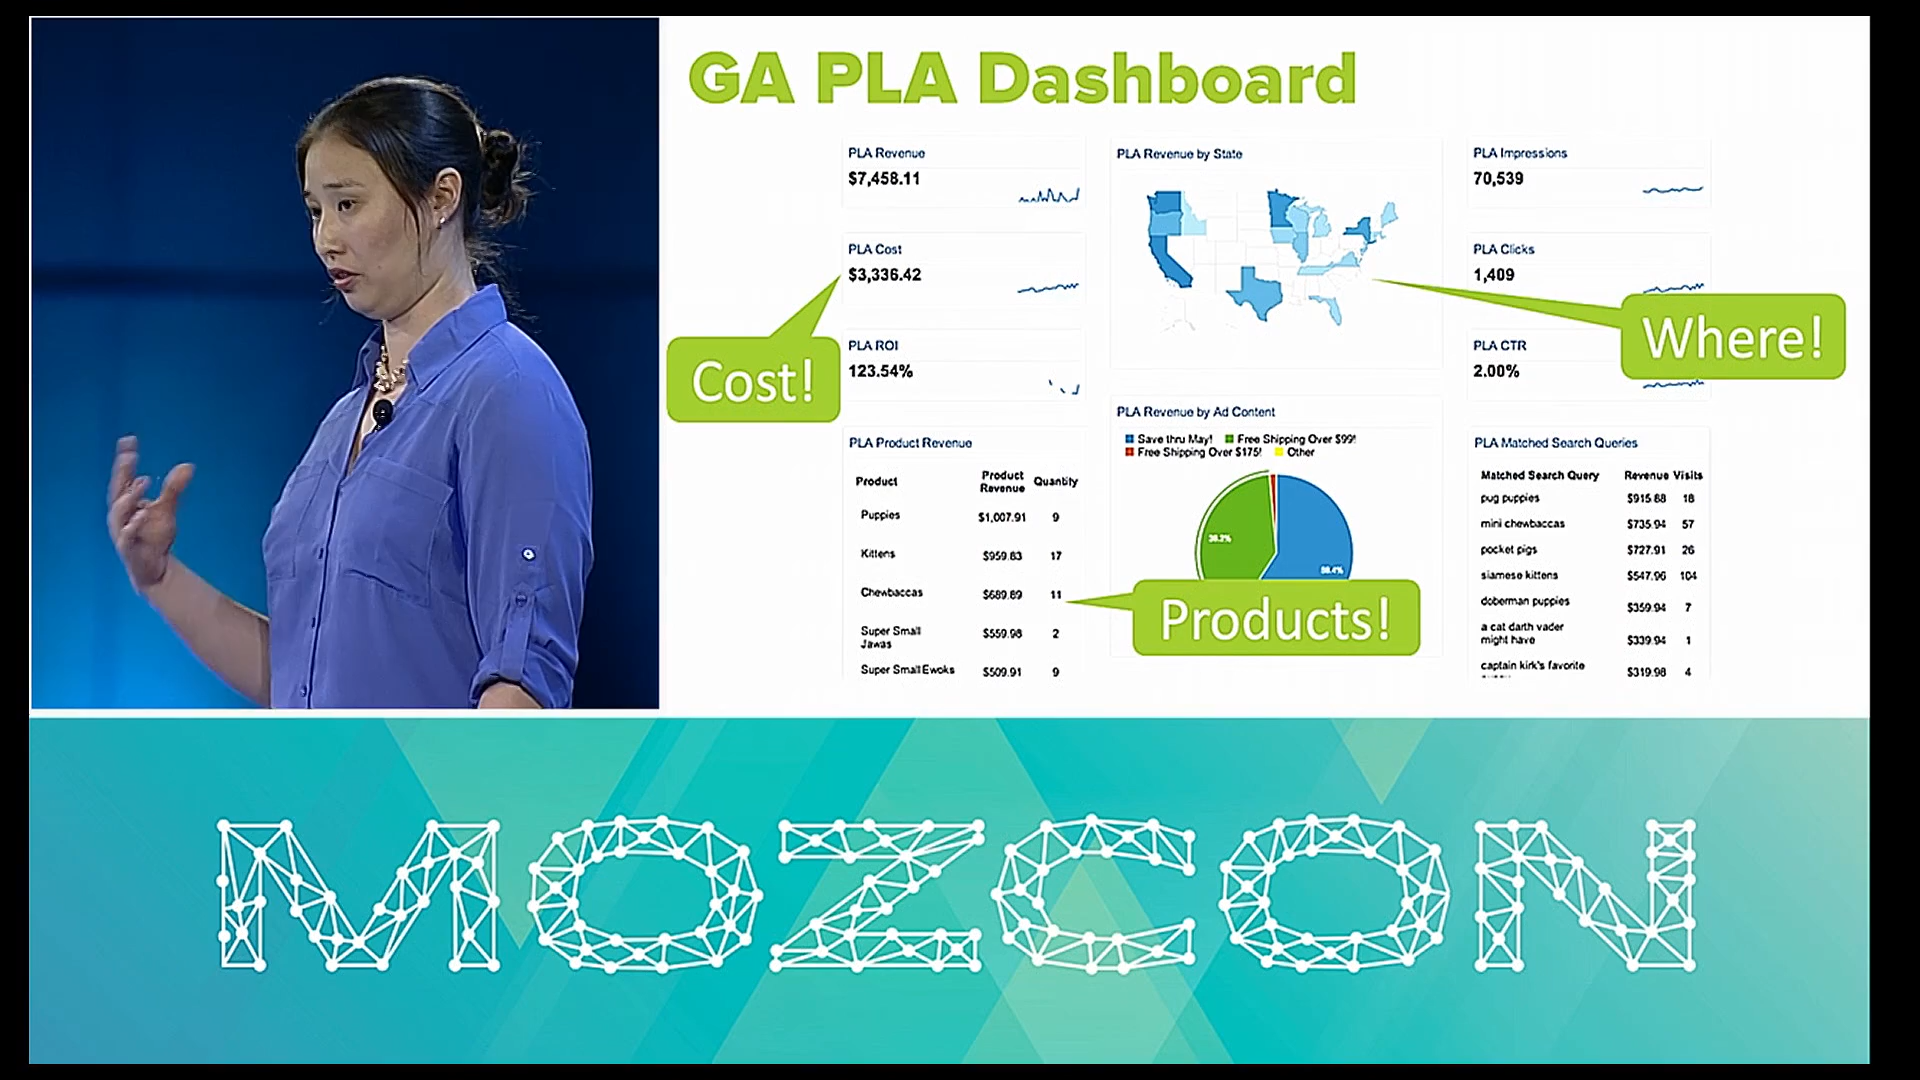 GA PLA Dashboard
PLA Revenue
$7,458.11
PLA Cost
$3,336.42
PLA ROI
123.54%
Cost!
PLA Revenue by State
PLA Impressions
70,539
PLA Clicks
1,409
PLA CTR
2.00%
Where!
PLA Product Revenue
Product Product Revenue Quantity
Puppies $1,007.91 9
Kittens $959.83 17
Chewbaccas $689.89 11
Super Small
Jawas $559.98 2
Super Small Ewoks $509.91 9
PLA Revenue by Ad Content
Save thru May! Free Shipping Over $99!
Free Shipping Over $175! Other
Products!
PLA Matched Search Queries
Matched Search Query Revenue Visits
pug puppies $915.88 18
mini chewbaccas $735.94 57
pocket pigs $727.91 26
siamese kittens $547.96 104
doberman puppies $359.94 7
a cat darth vader
might have $339.94 1
captain kirk's favorite $319.98 4
MOZCON